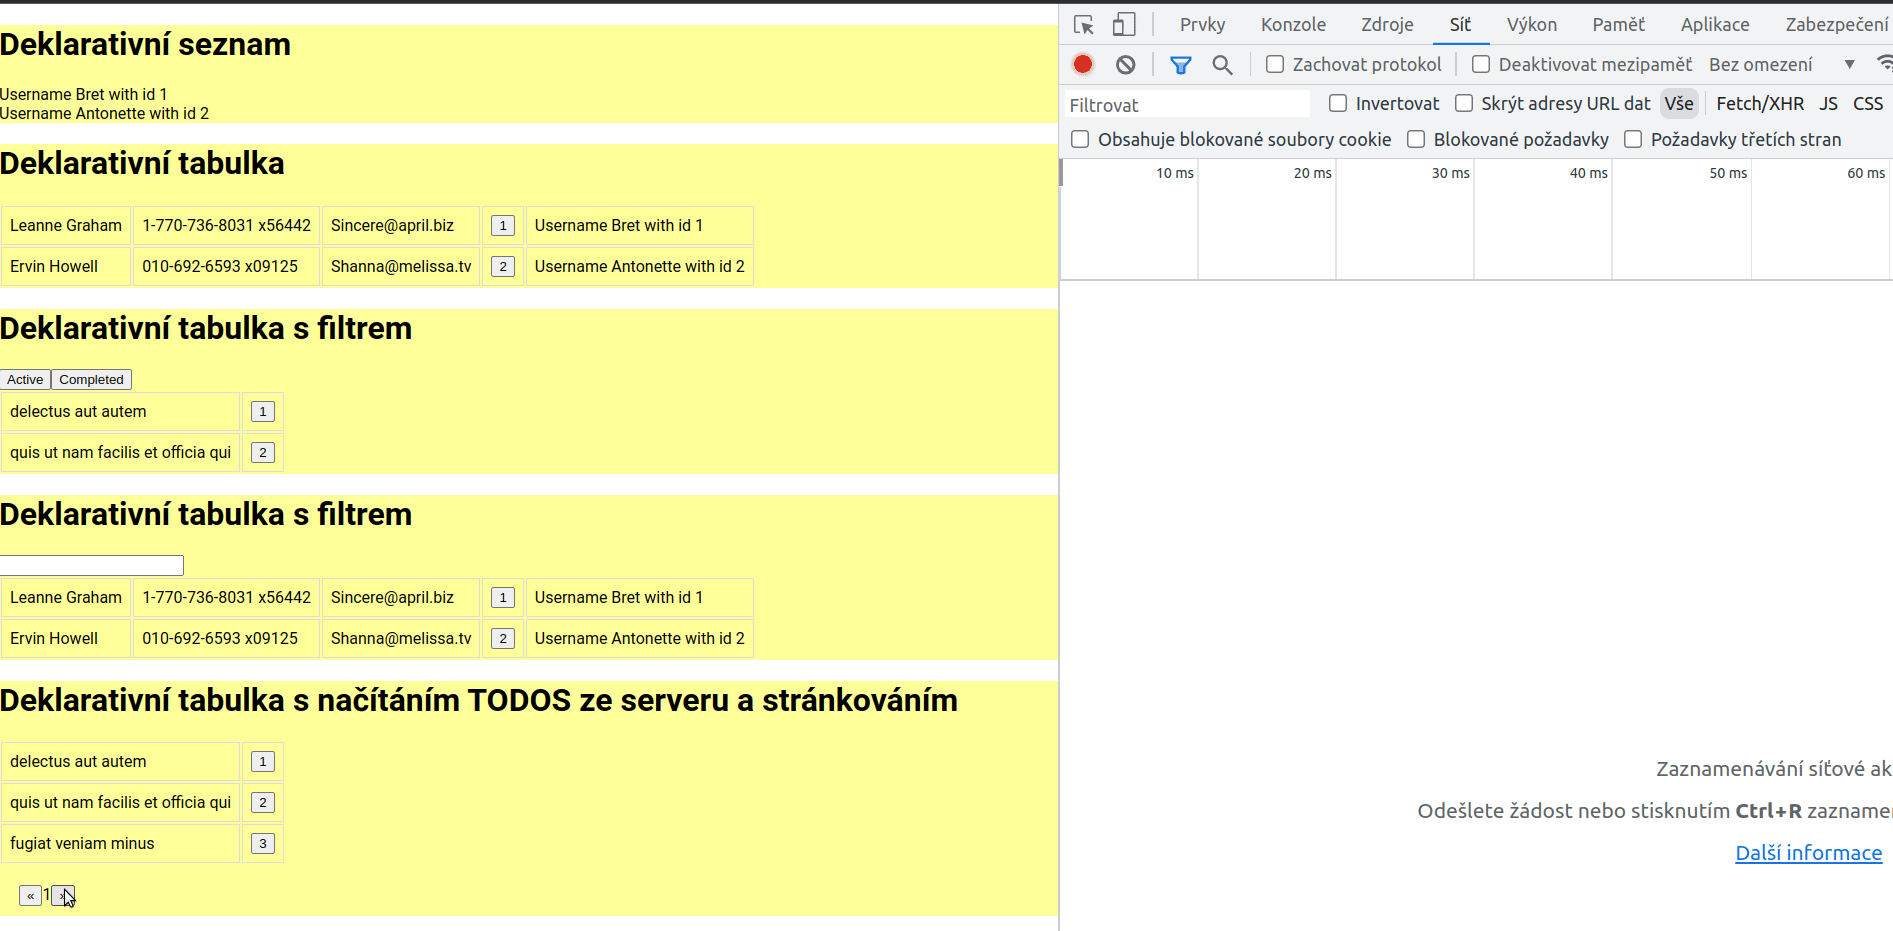 Deklarativní seznam
Username Bret with id 1
Username Antonette with id 2
Deklarativní tabulka
Leanne Graham 1-770-736-8031 x56442 Sincere@april.biz 1 Username Bret with id 1
Ervin Howell 010-692-6593 x09125 Shanna@melissa.tv 2 Username Antonette with id 2
Deklarativní tabulka s filtrem
Active Completed
delectus aut autem 1
quis ut nam facilis et officia qui 2
Deklarativní tabulka s filtrem
Leanne Graham 1-770-736-8031 x56442 Sincere@april.biz 1 Username Bret with id 1
Ervin Howell 010-692-6593 x09125 Shanna@melissa.tv 2 Username Antonette with id 2
Deklarativní tabulka s načítáním TODOS ze serveru a stránkováním
delectus aut autem 1
quis ut nam facilis et officia qui 2
fugiat veniam minus 3
« 1 »
Prvky Konzole Zdroje Síť Výkon Paměť Aplikace Zabezpečení
Zachovat protokol Deaktivovat mezipaměť Bez omezení
Filtrovat Invertovat Skrýt adresy URL dat Vše Fetch/XHR JS CSS
Obsahuje blokované soubory cookie Blokované požadavky Požadavky třetích stran
10 ms 20 ms 30 ms 40 ms 50 ms 60 ms
Zaznamenávání síťové ak
Odešlete žádost nebo stisknutím Ctrl+R zazname
Další informace